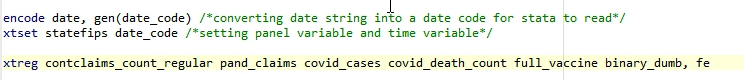 encode date, gen(date_code) /*converting date string into a date code for stata to read*/
xtset statefips date_code /*setting panel variable and time variable*/
xtreg contclaims_count_regular pand_claims covid_cases covid_death_count full_vaccine binary_dumb, fe